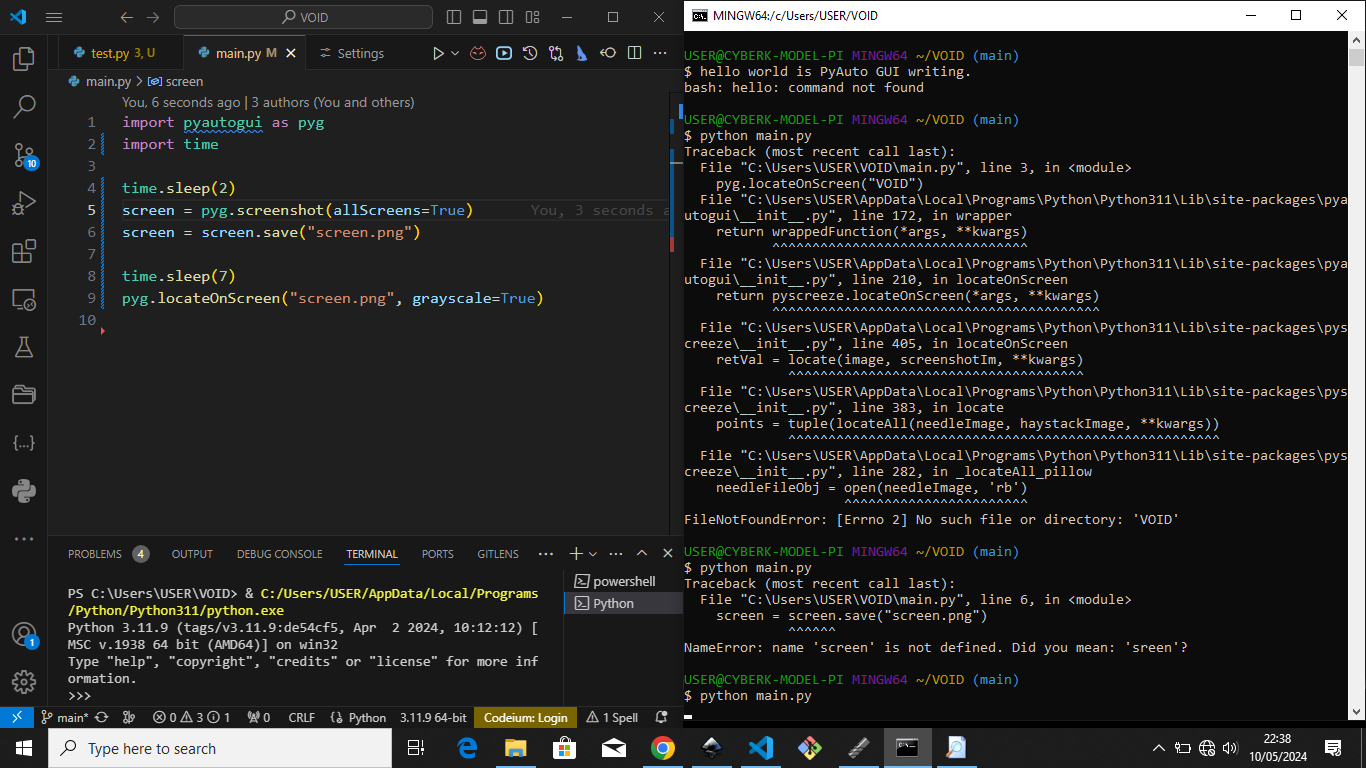 VOID
test.py 3, U
main.py M
Settings
main.py > screen
You, 6 seconds ago | 3 authors (You and others)
1 import pyautogui as pyg
2 import time
3
4 time.sleep(2)
5 screen = pyg.screenshot(allScreens=True) You, 3 seconds a
6 screen = screen.save("screen.png")
7
8 time.sleep(7)
9 pyg.locateOnScreen("screen.png", grayscale=True)
10
10
PROBLEMS 4 OUTPUT DEBUG CONSOLE TERMINAL PORTS GITLENS
PS C:\Users\USER\VOID> & C:/Users/USER/AppData/Local/Programs
/Python/Python311/python.exe
Python 3.11.9 (tags/v3.11.9:de54cf5, Apr  2 2024, 10:12:12) [
MSC v.1938 64 bit (AMD64)] on win32
Type "help", "copyright", "credits" or "license" for more inf
ormation.
>>>
powershell
Python
1
main* 0 3 1 0 CRLF Python 3.11.9 64-bit Codeium: Login 1 Spell
MINGW64:/c/Users/USER/VOID
USER@CYBERK-MODEL-PI MINGW64 ~/VOID (main)
$ hello world is PyAuto GUI writing.
bash: hello: command not found
USER@CYBERK-MODEL-PI MINGW64 ~/VOID (main)
$ python main.py
Traceback (most recent call last):
  File "C:\Users\USER\VOID\main.py", line 3, in <module>
    pyg.locateOnScreen("VOID")
  File "C:\Users\USER\AppData\Local\Programs\Python\Python311\Lib\site-packages\pya
utogui\__init__.py", line 172, in wrapper
    return wrappedFunction(*args, **kwargs)
           ^^^^^^^^^^^^^^^^^^^^^^^^^^^^^^^^
  File "C:\Users\USER\AppData\Local\Programs\Python\Python311\Lib\site-packages\pya
utogui\__init__.py", line 210, in locateOnScreen
    return pyscreeze.locateOnScreen(*args, **kwargs)
           ^^^^^^^^^^^^^^^^^^^^^^^^^^^^^^^^^^^^^^^^^
  File "C:\Users\USER\AppData\Local\Programs\Python\Python311\Lib\site-packages\pys
creeze\__init__.py", line 405, in locateOnScreen
    retVal = locate(image, screenshotIm, **kwargs)
             ^^^^^^^^^^^^^^^^^^^^^^^^^^^^^^^^^^^^^
  File "C:\Users\USER\AppData\Local\Programs\Python\Python311\Lib\site-packages\pys
creeze\__init__.py", line 383, in locate
    points = tuple(locateAll(needleImage, haystackImage, **kwargs))
             ^^^^^^^^^^^^^^^^^^^^^^^^^^^^^^^^^^^^^^^^^^^^^^^^^^^^^^
  File "C:\Users\USER\AppData\Local\Programs\Python\Python311\Lib\site-packages\pys
creeze\__init__.py", line 282, in _locateAll_pillow
    needleFileObj = open(needleImage, 'rb')
                    ^^^^^^^^^^^^^^^^^^^^^^^
FileNotFoundError: [Errno 2] No such file or directory: 'VOID'
USER@CYBERK-MODEL-PI MINGW64 ~/VOID (main)
$ python main.py
Traceback (most recent call last):
  File "C:\Users\USER\VOID\main.py", line 6, in <module>
    screen = screen.save("screen.png")
             ^^^^^^
NameError: name 'screen' is not defined. Did you mean: 'sreen'?
USER@CYBERK-MODEL-PI MINGW64 ~/VOID (main)
$ python main.py
Type here to search
22:38
10/05/2024